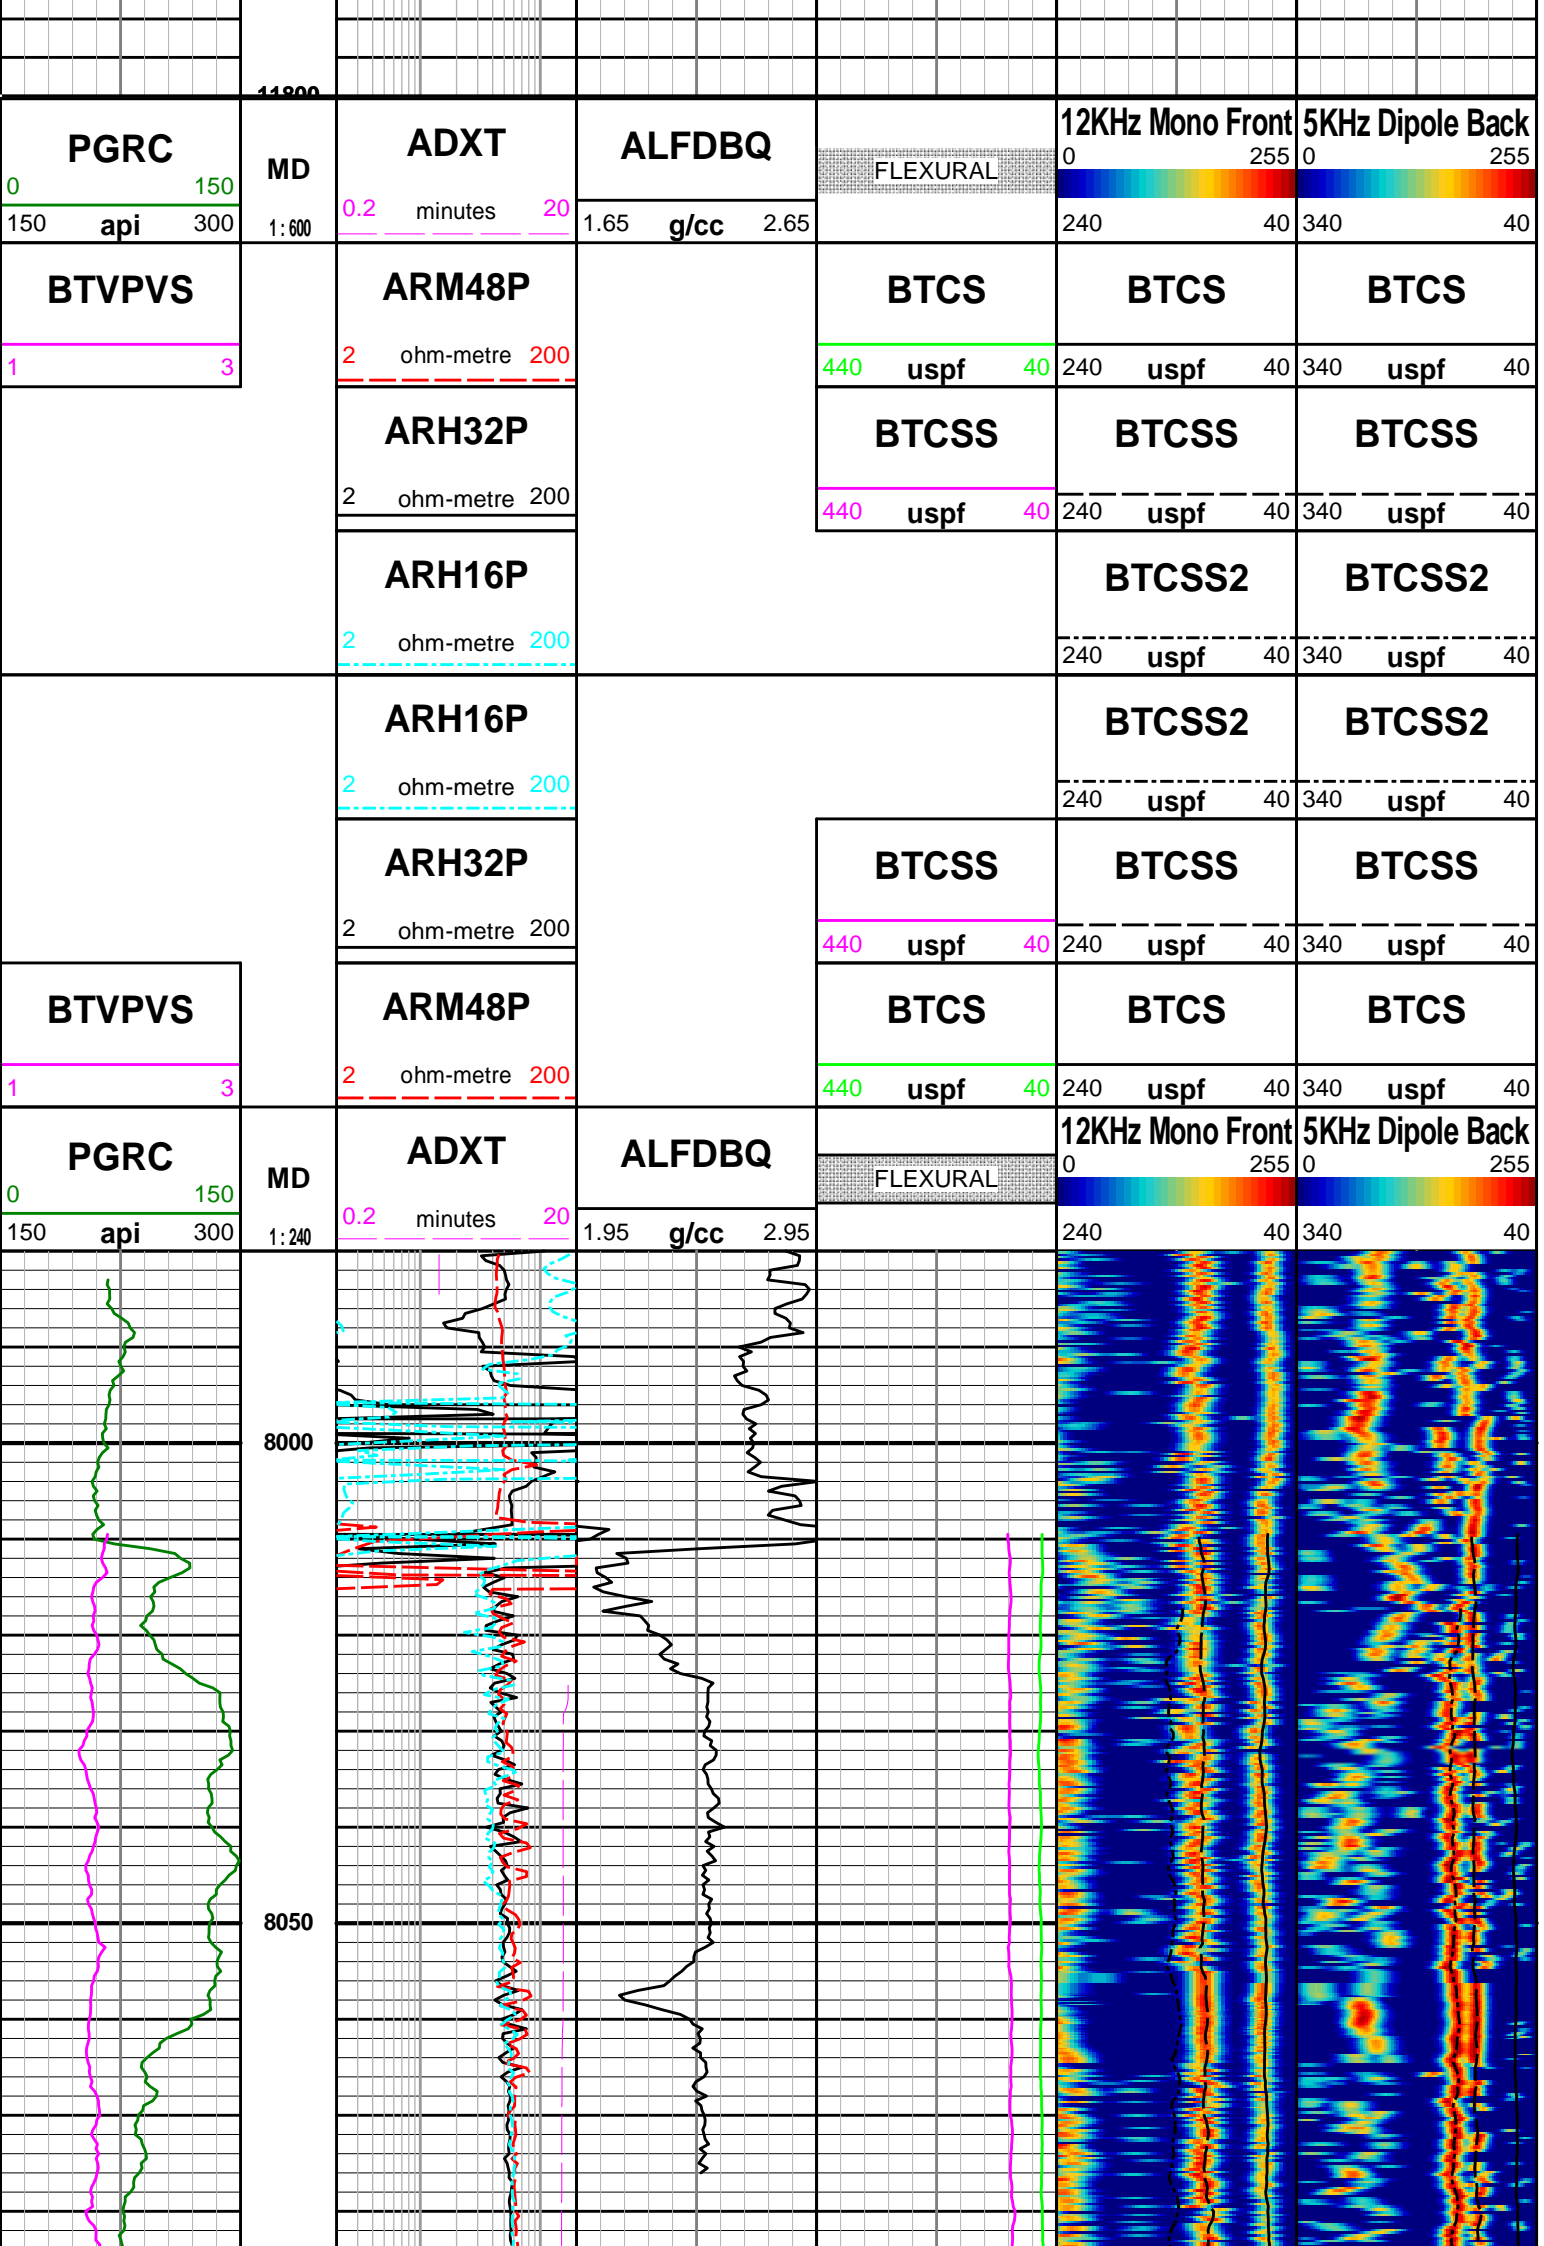 11800
PGRC
0 150
150 api 300
MD
1:600
ADXT
0.2 minutes 20
ALFDBQ
1.65 g/cc 2.65
FLEXURAL
12KHz Mono Front
0 255
240 40
5KHz Dipole Back
0 255
340 40
BTVPVS
1 3
ARM48P
2 ohm-metre 200
BTCS
440 uspf 40
BTCS
240 uspf 40
BTCS
340 uspf 40
ARH32P
2 ohm-metre 200
BTCSS
440 uspf 40
BTCSS
240 uspf 40
BTCSS
340 uspf 40
ARH16P
2 ohm-metre 200
BTCSS2
240 uspf 40
BTCSS2
340 uspf 40
ARH16P
2 ohm-metre 200
BTCSS2
240 uspf 40
BTCSS2
340 uspf 40
ARH32P
2 ohm-metre 200
BTCSS
440 uspf 40
BTCSS
240 uspf 40
BTCSS
340 uspf 40
BTVPVS
1 3
ARM48P
2 ohm-metre 200
BTCS
440 uspf 40
BTCS
240 uspf 40
BTCS
340 uspf 40
PGRC
0 150
150 api 300
MD
1:240
ADXT
0.2 minutes 20
ALFDBQ
1.95 g/cc 2.95
FLEXURAL
12KHz Mono Front
0 255
240 40
5KHz Dipole Back
0 255
340 40
8000
8050